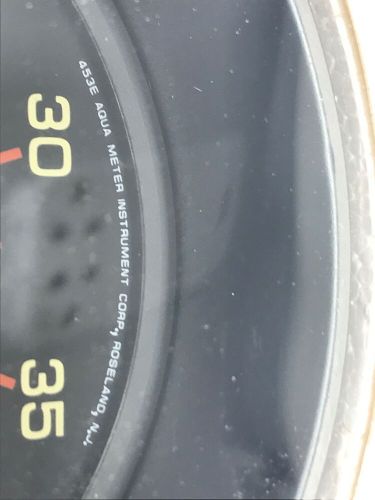 30
35
453E AQUA METER INSTRUMENT CORP., ROSELAND, N.J.